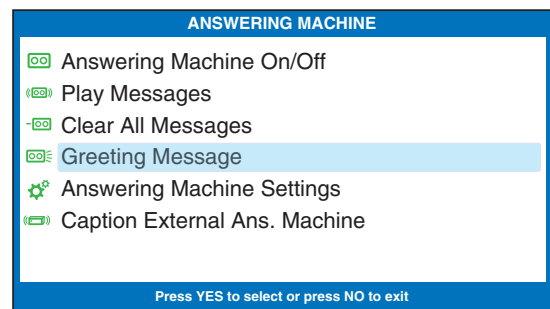 ANSWERING MACHINE
Answering Machine On/Off
Play Messages
Clear All Messages
Greeting Message
Answering Machine Settings
Caption External Ans. Machine
Press YES to select or press NO to exit